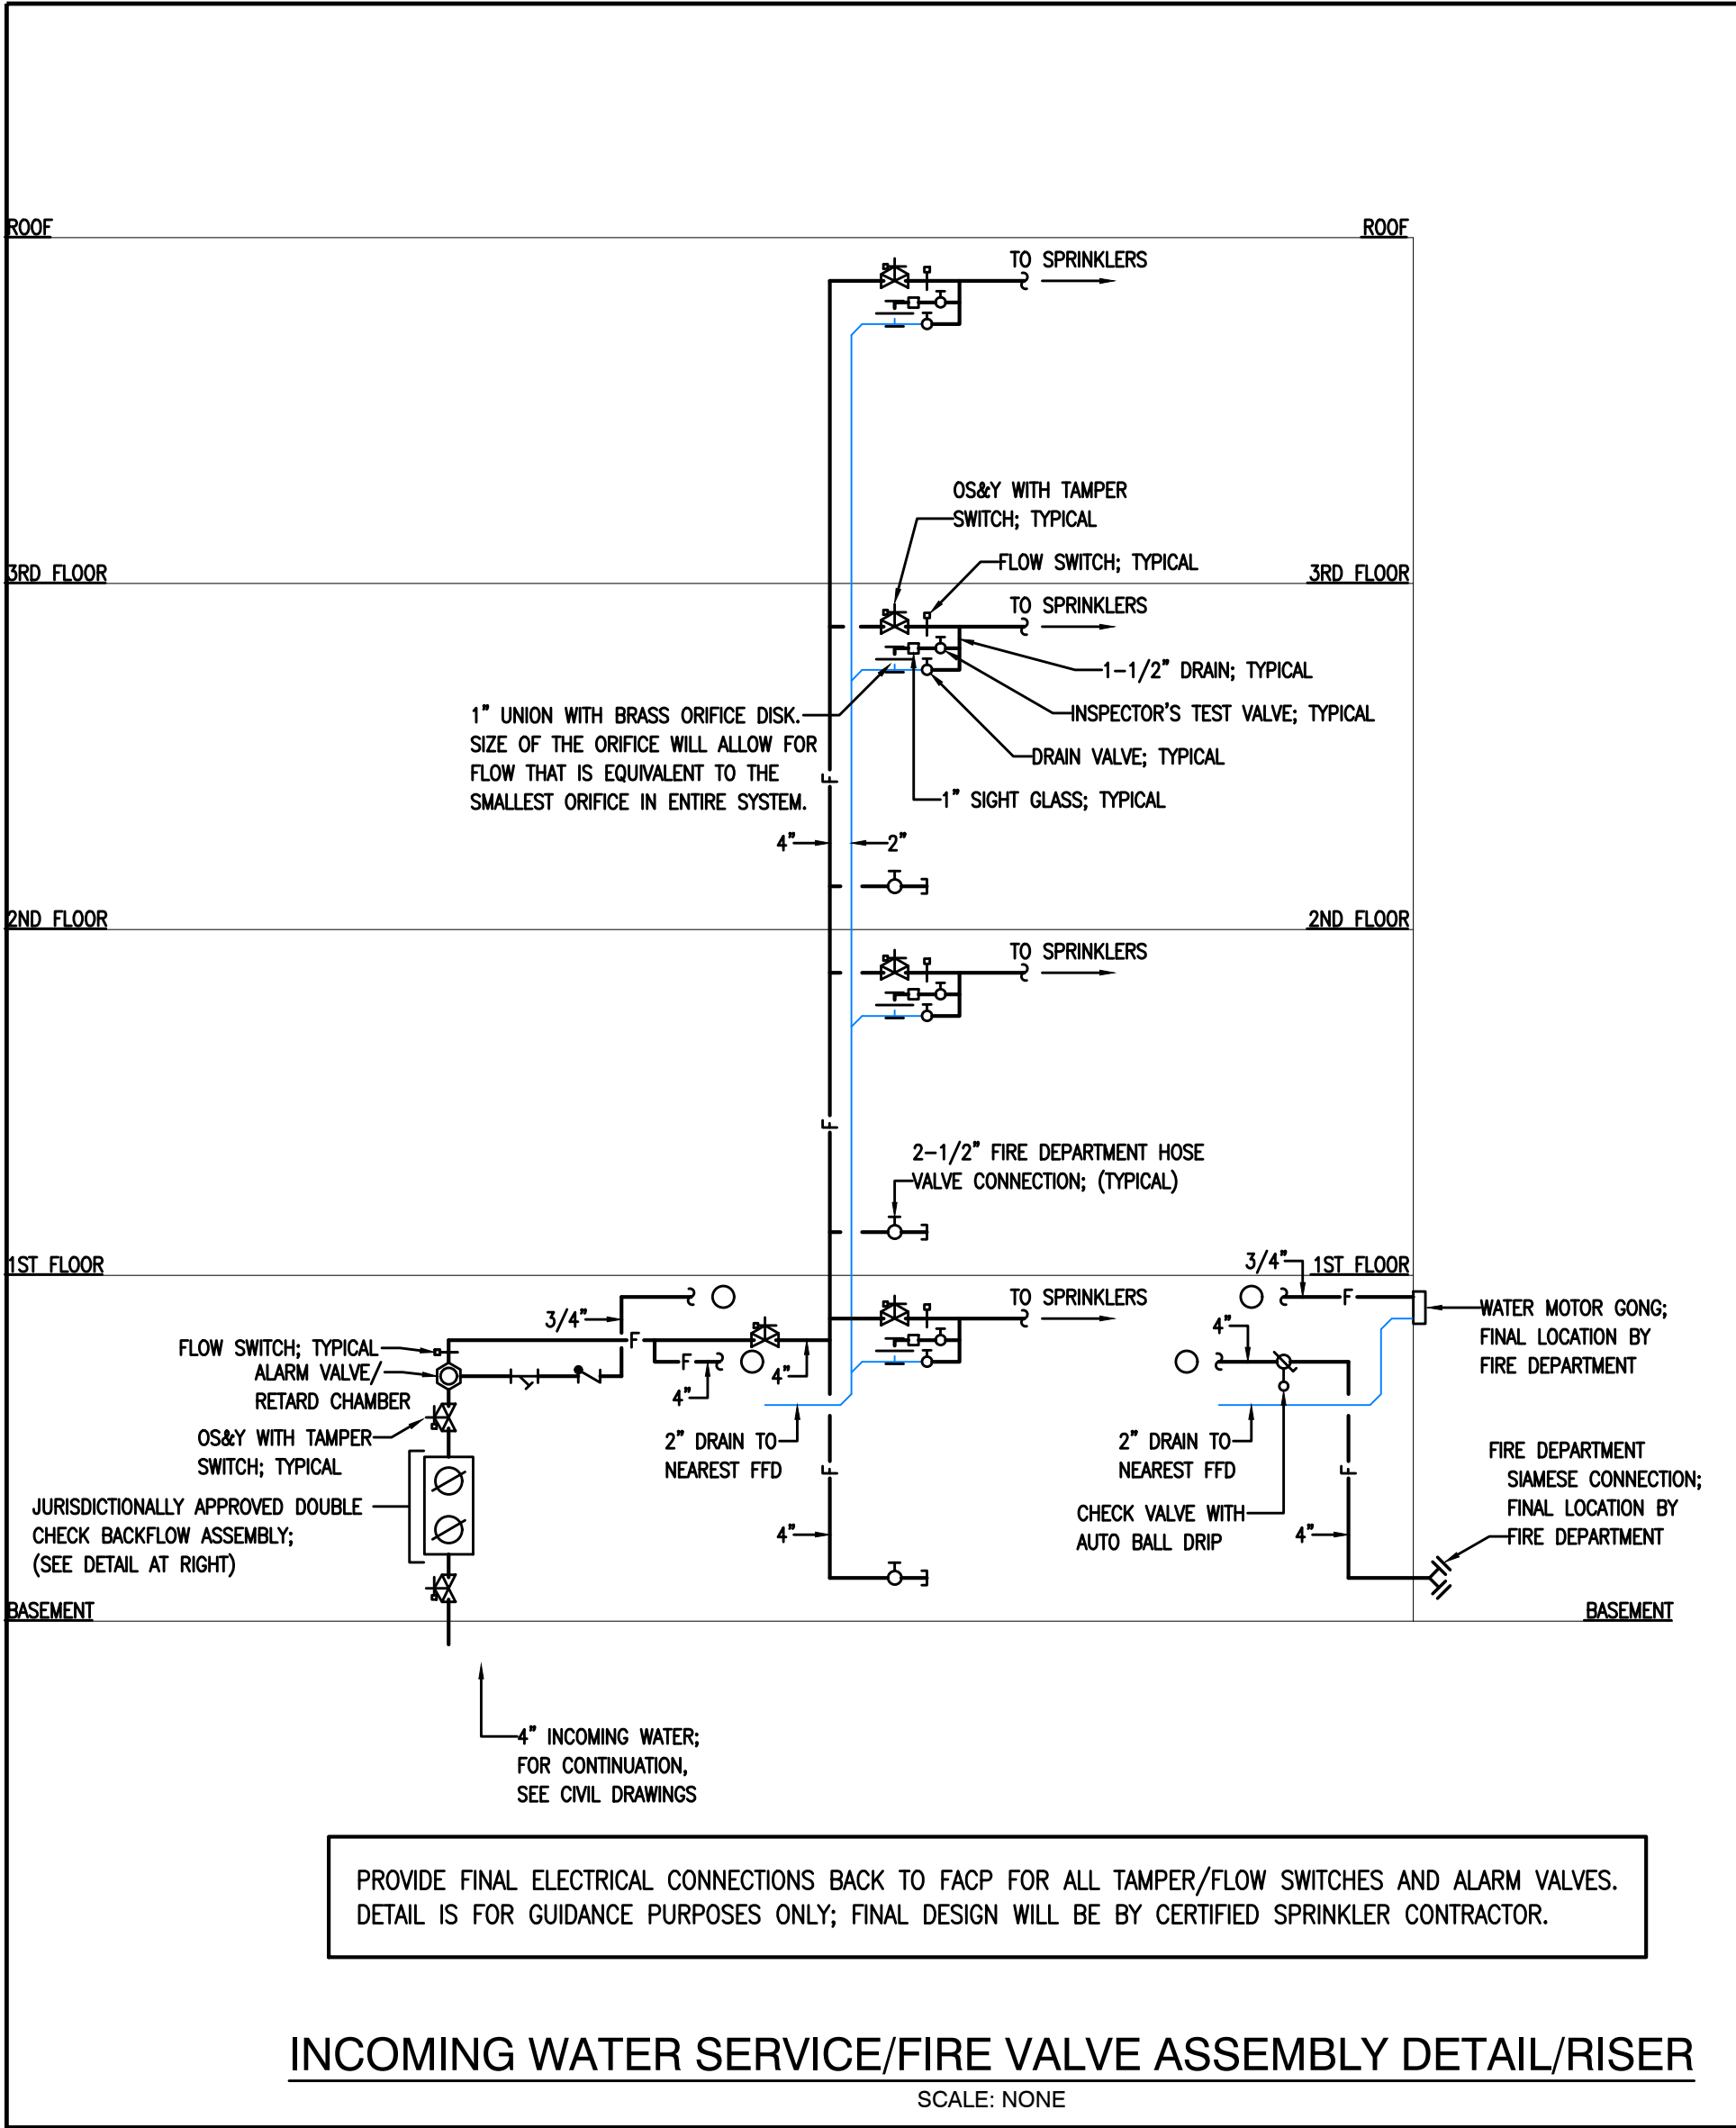 ROOF
ROOF
TO SPRINKLERS
OS&Y WITH TAMPER
SWITCH; TYPICAL
FLOW SWITCH; TYPICAL
3RD FLOOR
3RD FLOOR
TO SPRINKLERS
1-1/2" DRAIN; TYPICAL
INSPECTOR'S TEST VALVE; TYPICAL
DRAIN VALVE; TYPICAL
1" SIGHT GLASS; TYPICAL
1" UNION WITH BRASS ORIFICE DISK.
SIZE OF THE ORIFICE WILL ALLOW FOR
FLOW THAT IS EQUIVALENT TO THE
SMALLEST ORIFICE IN ENTIRE SYSTEM.
F
4"
2"
2ND FLOOR
2ND FLOOR
TO SPRINKLERS
F
2-1/2" FIRE DEPARTMENT HOSE
VALVE CONNECTION; (TYPICAL)
1ST FLOOR
3/4"
1ST FLOOR
TO SPRINKLERS
3/4"
F
F
4"
4"
FLOW SWITCH; TYPICAL
ALARM VALVE/
RETARD CHAMBER
OS&Y WITH TAMPER
SWITCH; TYPICAL
JURISDICTIONALLY APPROVED DOUBLE
CHECK BACKFLOW ASSEMBLY;
(SEE DETAIL AT RIGHT)
2" DRAIN TO
NEAREST FFD
F
4"
F
4"
WATER MOTOR GONG;
FINAL LOCATION BY
FIRE DEPARTMENT
2" DRAIN TO
NEAREST FFD
CHECK VALVE WITH
AUTO BALL DRIP
F
4"
FIRE DEPARTMENT
SIAMESE CONNECTION;
FINAL LOCATION BY
FIRE DEPARTMENT
BASEMENT
BASEMENT
4" INCOMING WATER;
FOR CONTINUATION,
SEE CIVIL DRAWINGS
PROVIDE FINAL ELECTRICAL CONNECTIONS BACK TO FACP FOR ALL TAMPER/FLOW SWITCHES AND ALARM VALVES.
DETAIL IS FOR GUIDANCE PURPOSES ONLY; FINAL DESIGN WILL BE BY CERTIFIED SPRINKLER CONTRACTOR.
INCOMING WATER SERVICE/FIRE VALVE ASSEMBLY DETAIL/RISER
SCALE: NONE